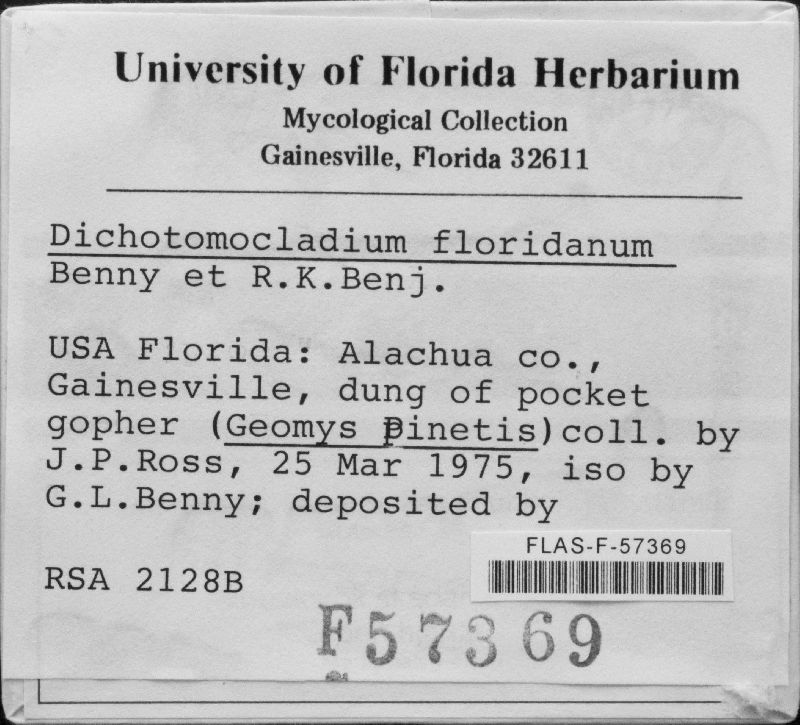 University of Florida Herbarium
Mycological Collection
Gainesville, Florida 32611
Dichotomocladium floridanum
Benny et R.K.Benj.
USA Florida: Alachua co.,
Gainesville, dung of pocket
gopher (Geomys pinetis)coll. by
J.P.Ross, 25 Mar 1975, iso by
G.L.Benny; deposited by
FLAS-F-57369
RSA 2128B
F57369